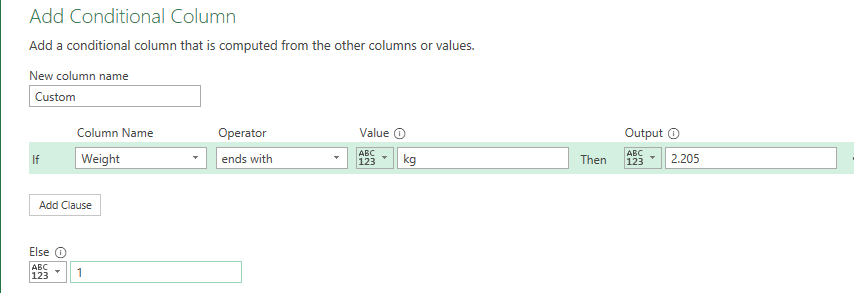 Add Conditional Column
Add a conditional column that is computed from the other columns or values.
New column name
Custom
Column Name Operator Value Output
If Weight ends with ABC 123 kg Then ABC 123 2.205
Add Clause
Else
ABC 123 1